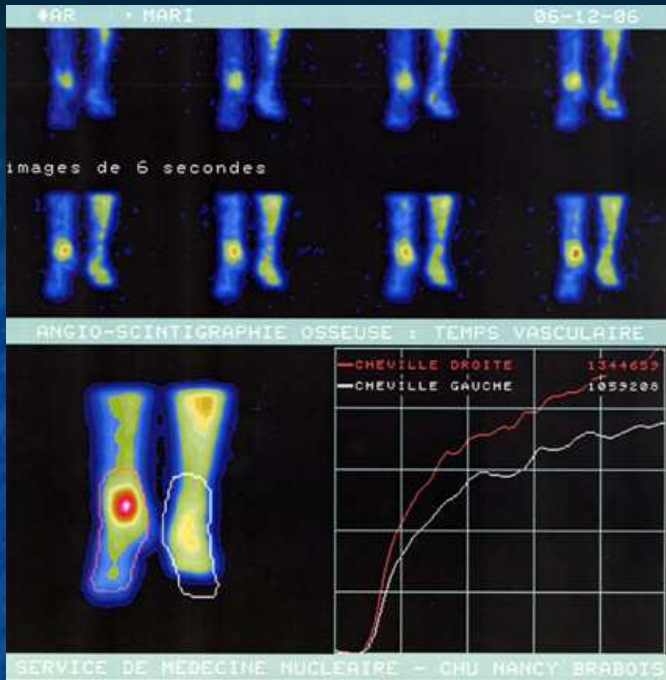 MARI 06-12-06
images de 6 secondes
ANGIO-SCINTIGRAPHIE OSSEUSE : TEMPS VASCULAIRE
CHEVILLE DROITE 1344659
CHEVILLE GAUCHE 1059208
SERVICE DE MEDECINE NUCLEAIRE - CHU NANCY BRABOIS